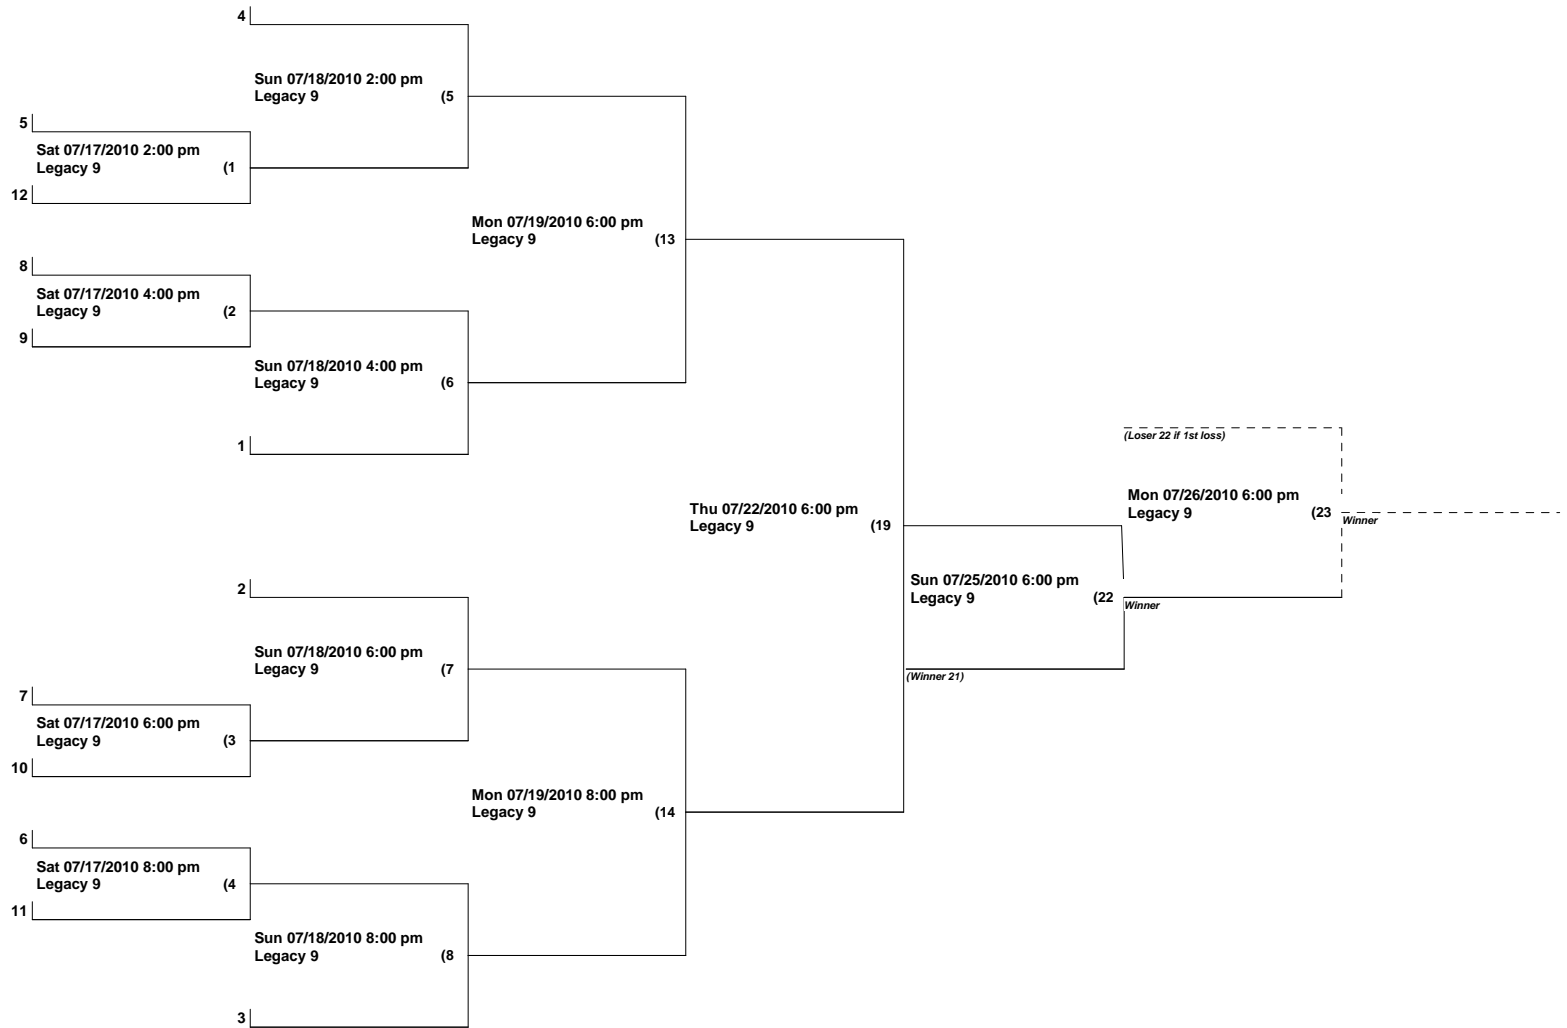 4
Sun 07/18/2010 2:00 pm
Legacy 9 (5
5
Sat 07/17/2010 2:00 pm
Legacy 9 (1
12
Mon 07/19/2010 6:00 pm
Legacy 9 (13
8
Sat 07/17/2010 4:00 pm
Legacy 9 (2
9
Sun 07/18/2010 4:00 pm
Legacy 9 (6
1
(Loser 22 if 1st loss)
Mon 07/26/2010 6:00 pm
Legacy 9 (23
Winner
Thu 07/22/2010 6:00 pm
Legacy 9 (19
Sun 07/25/2010 6:00 pm
Legacy 9 (22
Winner
(Winner 21)
2
Sun 07/18/2010 6:00 pm
Legacy 9 (7
7
Sat 07/17/2010 6:00 pm
Legacy 9 (3
10
Mon 07/19/2010 8:00 pm
Legacy 9 (14
6
Sat 07/17/2010 8:00 pm
Legacy 9 (4
11
Sun 07/18/2010 8:00 pm
Legacy 9 (8
3